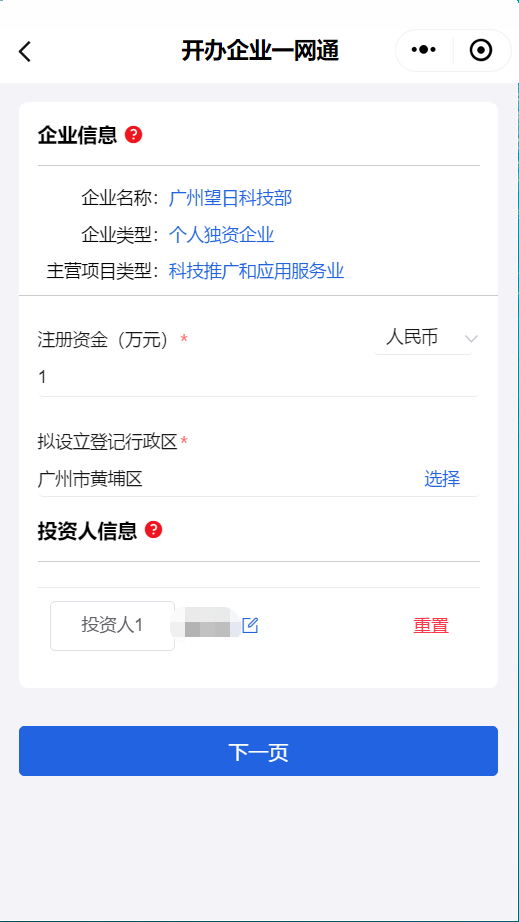 开办企业一网通
企业信息 ?
企业名称：广州望日科技部
企业类型：个人独资企业
主营项目类型：科技推广和应用服务业
注册资金（万元）* 人民币
1
拟设立登记行政区*
广州市黄埔区 选择
投资人信息 ?
投资人1 重置
下一页